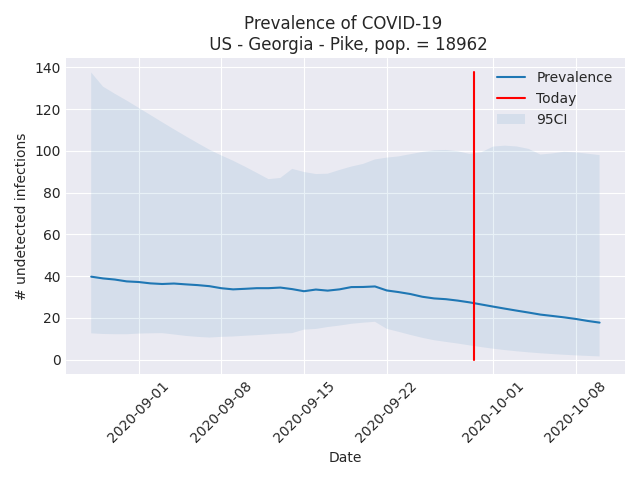 Prevalence of COVID-19
US - Georgia - Pike, pop. = 18962
140
120
100
80
60
40
20
0
# undetected infections
Prevalence
Today
95CI
2020-09-01
2020-09-08
2020-09-15
2020-09-22
2020-10-01
2020-10-08
Date